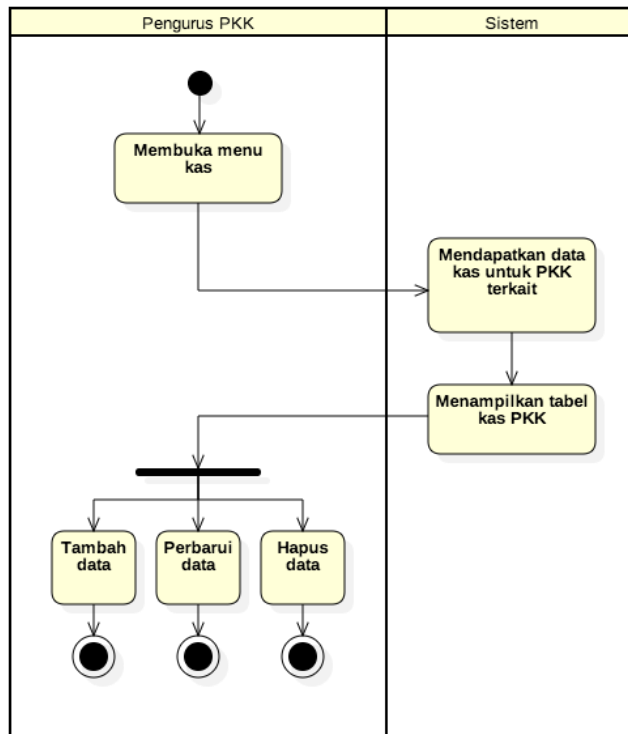 Pengurus PKK
Sistem
Membuka menu
kas
Mendapatkan data
kas untuk PKK
terkait
Menampilkan tabel
kas PKK
Tambah
data
Perbarui
data
Hapus
data